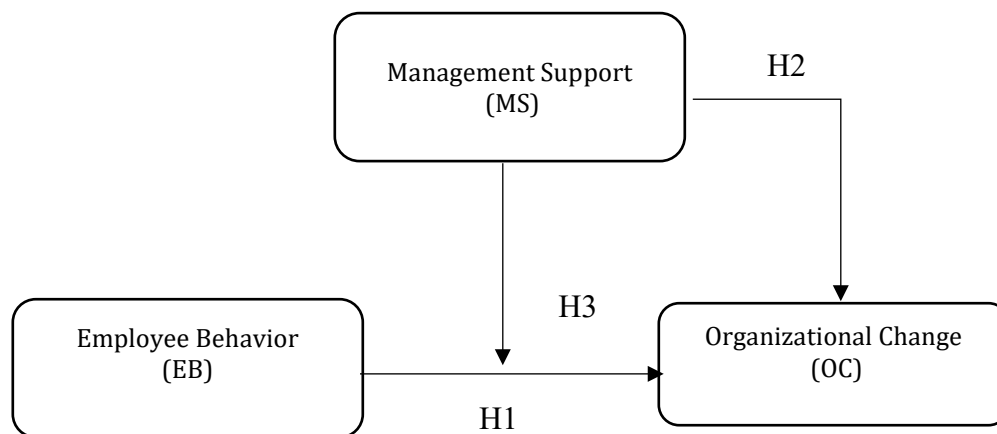 Management Support
(MS)
H2
H3
Employee Behavior
(EB)
Organizational Change
(OC)
H1